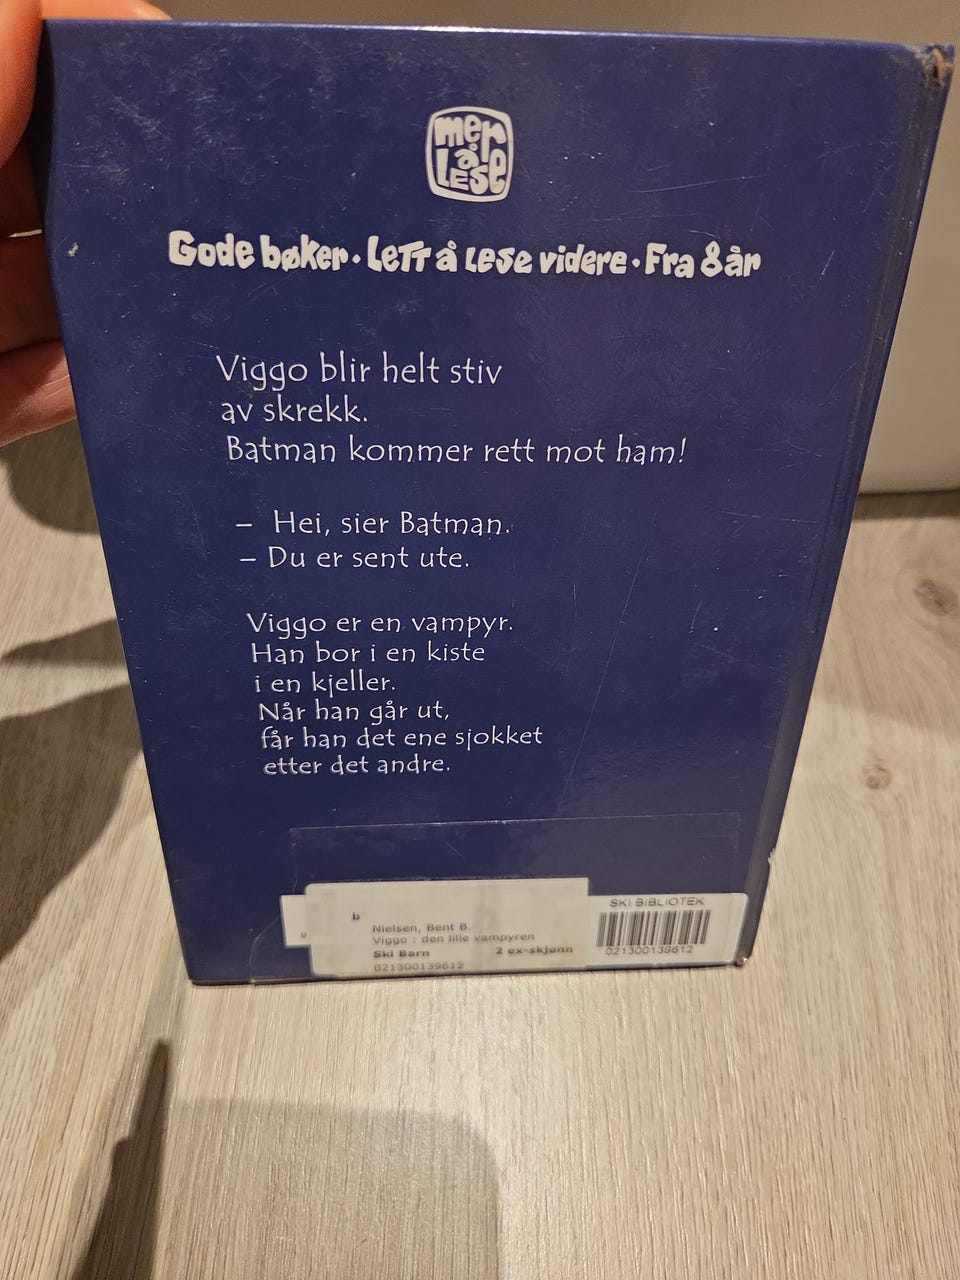 mer
å
LESE
Gode bøker · Lett å lese videre · Fra 8 år
Viggo blir helt stiv
av skrekk.
Batman kommer rett mot ham!
– Hei, sier Batman.
– Du er sent ute.
Viggo er en vampyr.
Han bor i en kiste
i en kjeller.
Når han går ut,
får han det ene sjokket
etter det andre.
b
Nielsen, Bent B.
Viggo : den lille vampyren
Ski Barn 2 ex-skjønn
021300139612
SKI BIBLIOTEK
021300139612